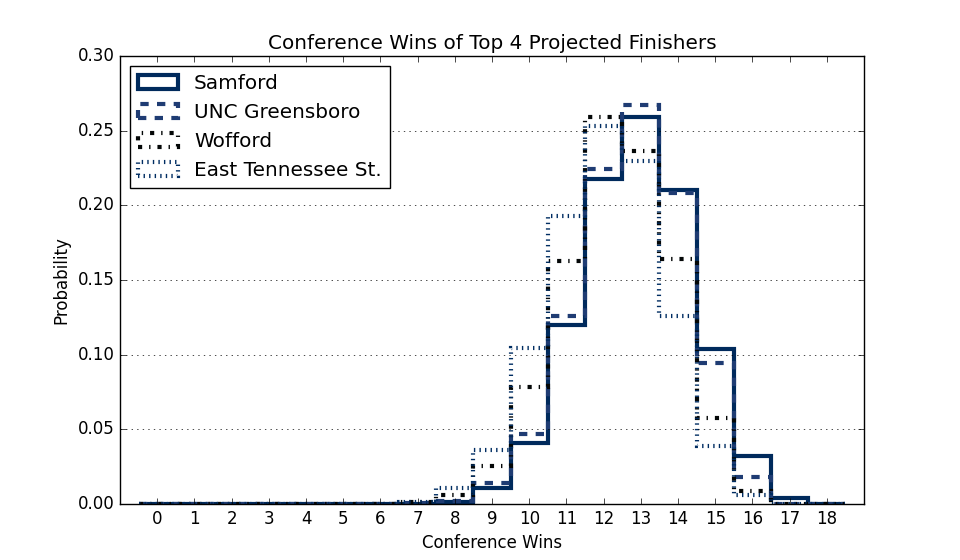 Conference Wins of Top 4 Projected Finishers
0.30
Samford
UNC Greensboro
Wofford
East Tennessee St.
0.25
0.20
0.15
0.10
0.05
0.00
Probability
0 1 2 3 4 5 6 7 8 9 10 11 12 13 14 15 16 17 18
Conference Wins